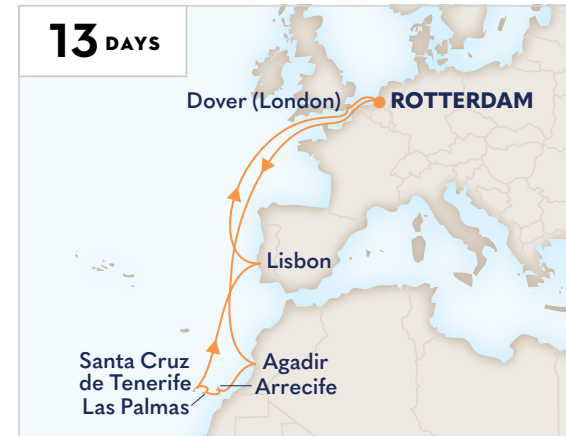 13 DAYS
Dover (London)
ROTTERDAM
Lisbon
Santa Cruz
de Tenerife
Las Palmas
Agadir
Arrecife